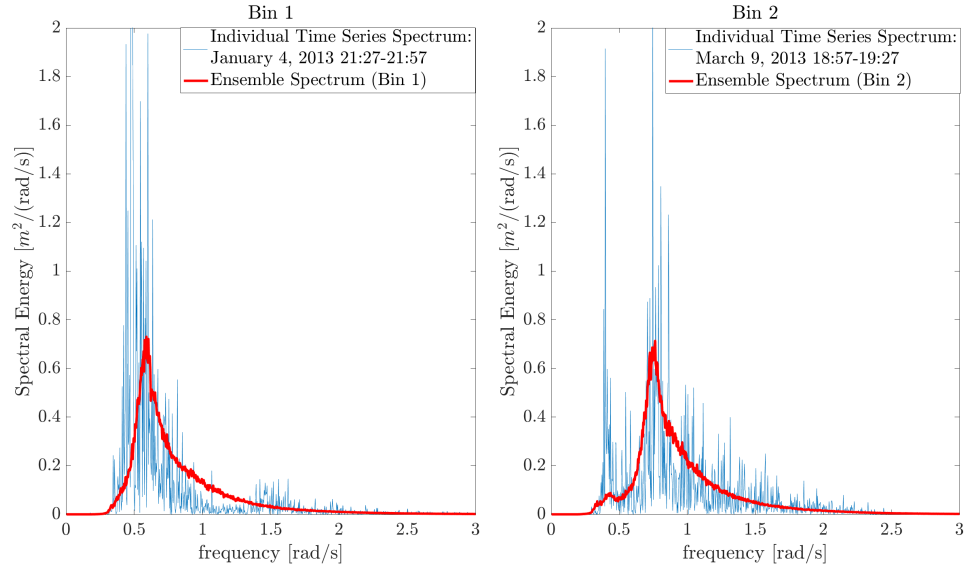 Bin 1
Individual Time Series Spectrum:
January 4, 2013 21:27-21:57
Ensemble Spectrum (Bin 1)
Spectral Energy [m²/(rad/s)]
2
1.8
1.6
1.4
1.2
1
0.8
0.6
0.4
0.2
0
0 0.5 1 1.5 2 2.5 3
frequency [rad/s]
Bin 2
Individual Time Series Spectrum:
March 9, 2013 18:57-19:27
Ensemble Spectrum (Bin 2)
Spectral Energy [m²/(rad/s)]
2
1.8
1.6
1.4
1.2
1
0.8
0.6
0.4
0.2
0
0 0.5 1 1.5 2 2.5 3
frequency [rad/s]